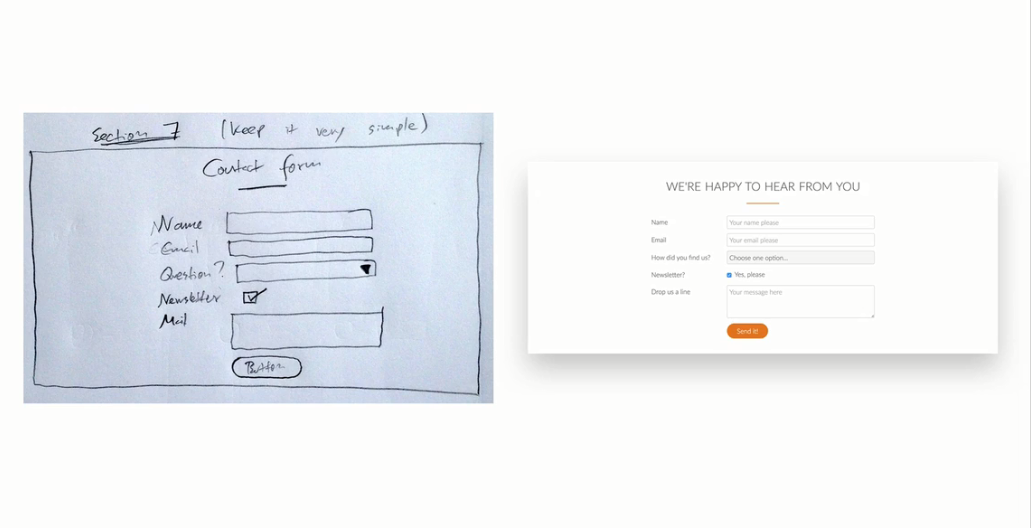 Section 7 (Keep it very simple)
Contact form
Name
Email
Question?
Newsletter
Mail
Button
WE'RE HAPPY TO HEAR FROM YOU
Name Your name please
Email Your email please
How did you find us? Choose one option...
Newsletter? Yes, please
Drop us a line Your message here
Send it!